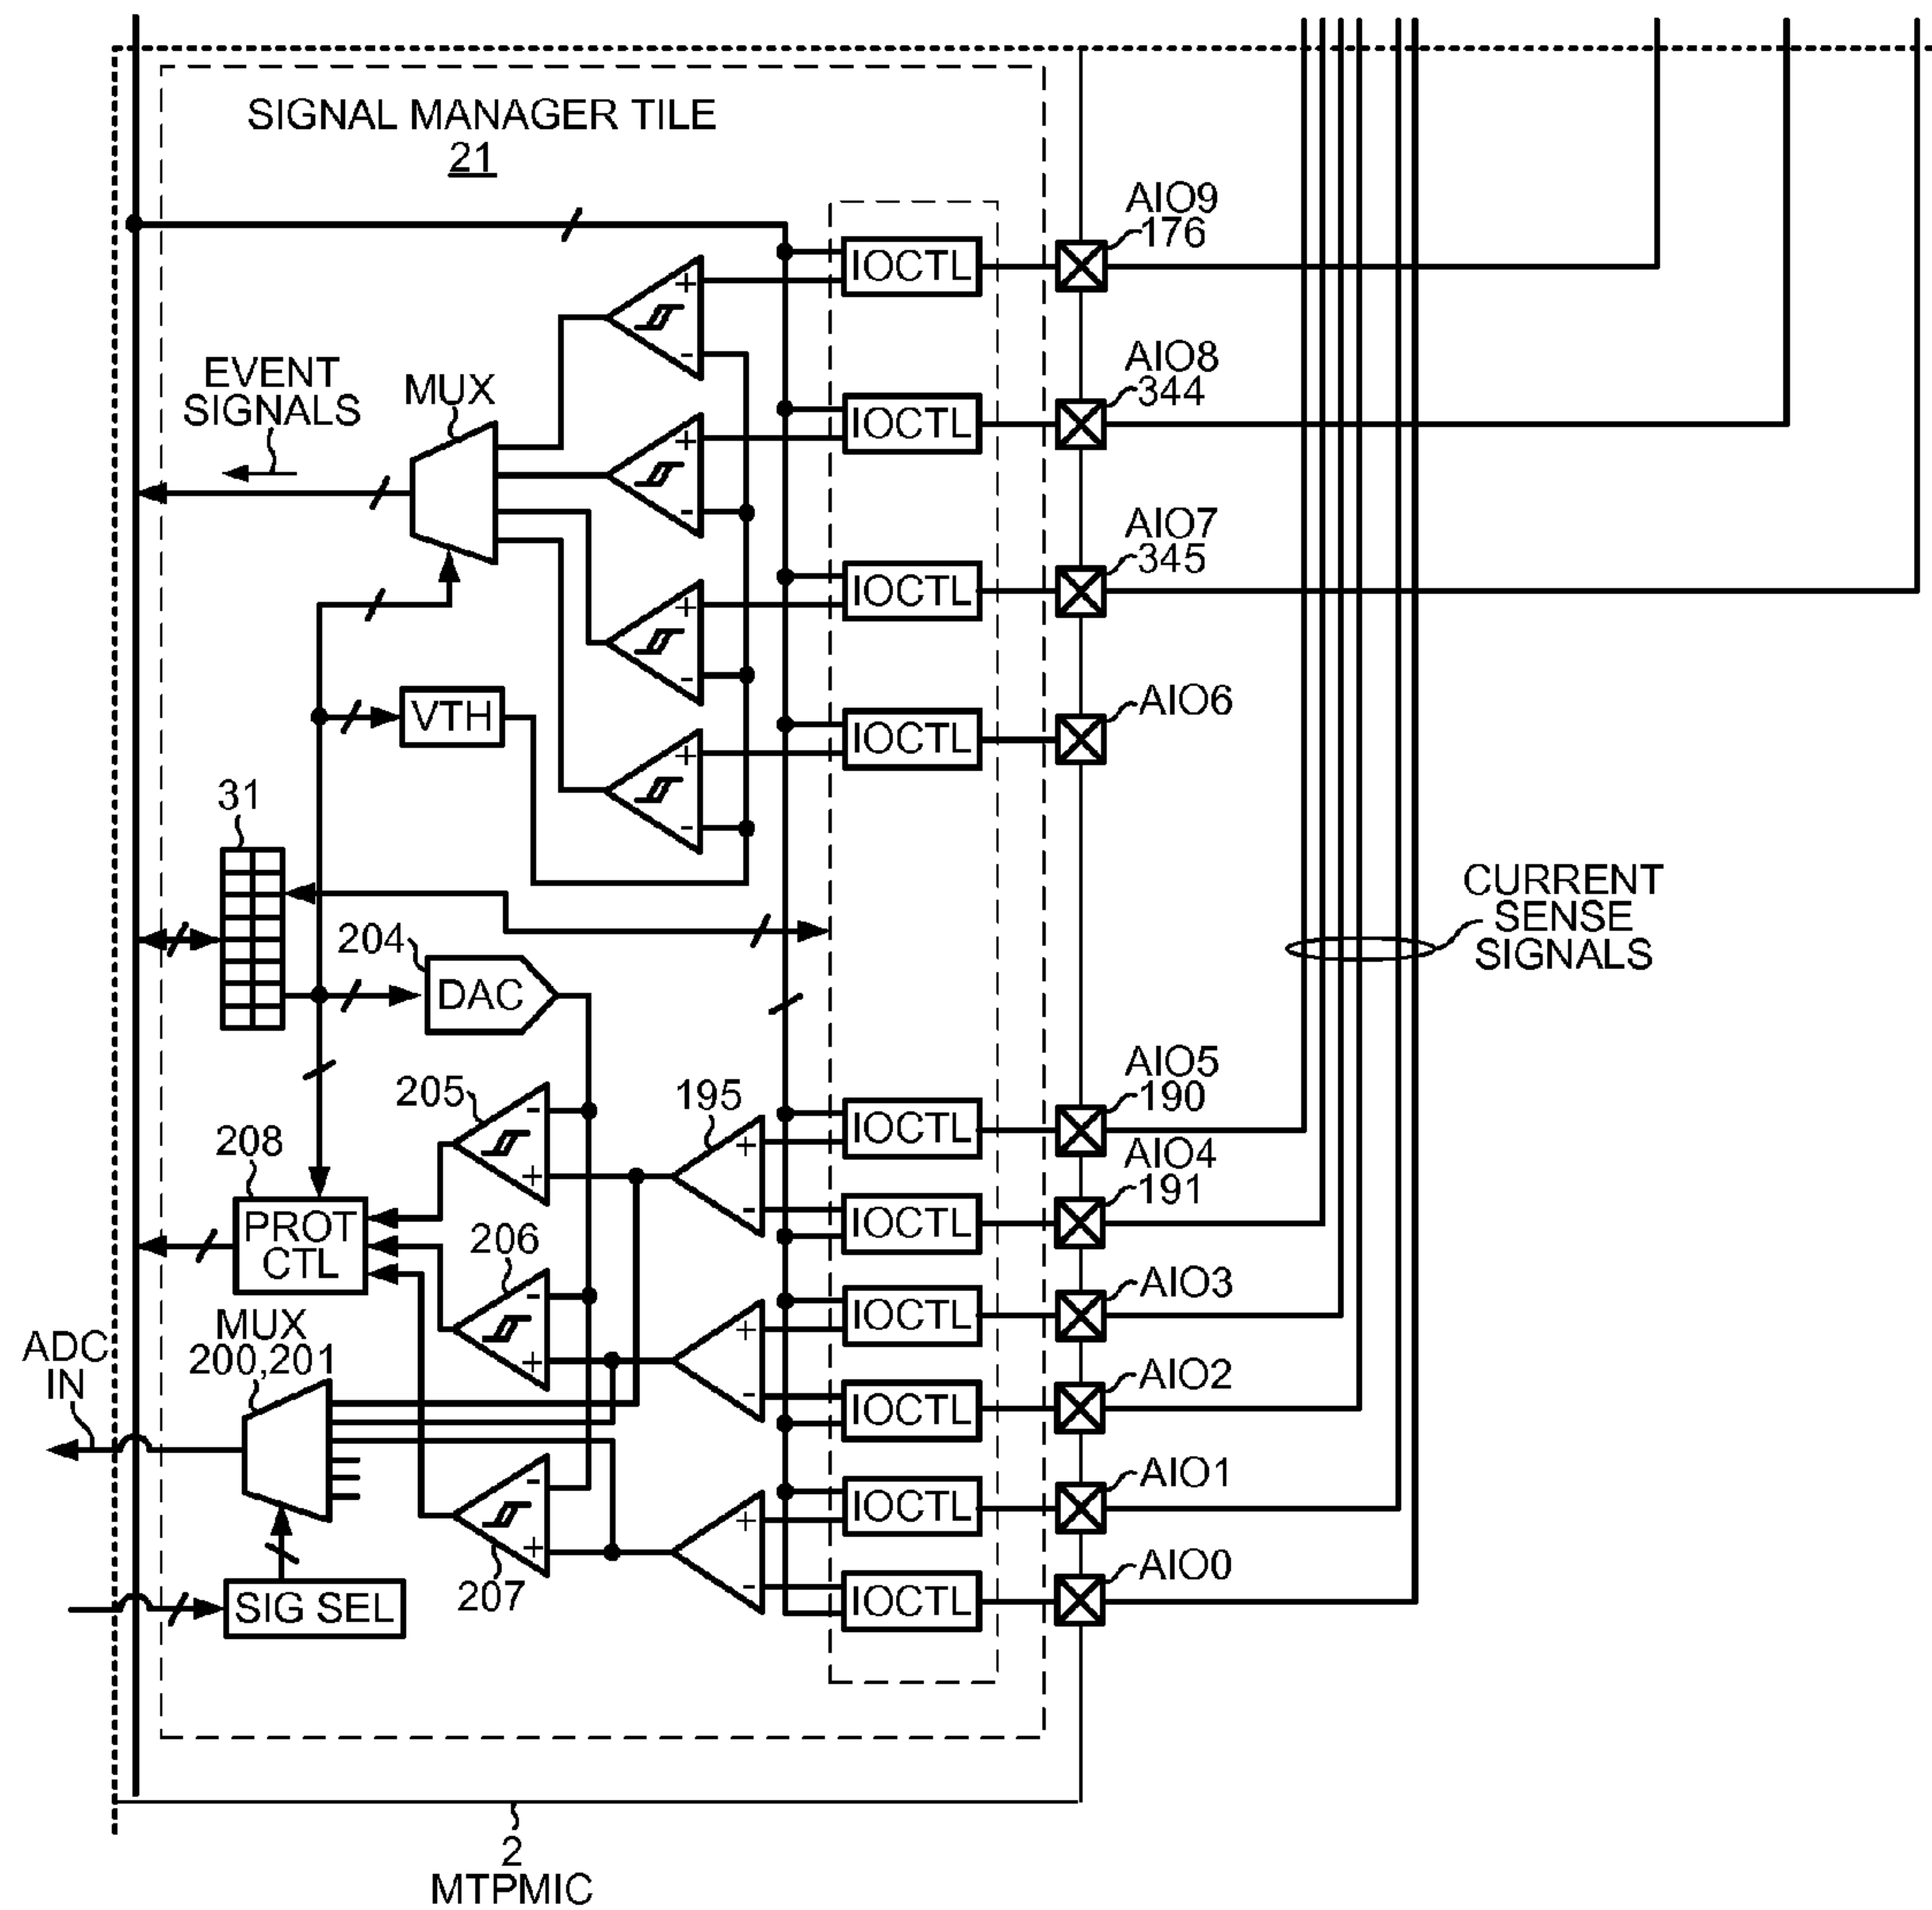 SIGNAL MANAGER TILE
21
AIO9
176
IOCTL
+
-
AIO8
344
IOCTL
+
-
EVENT
SIGNALS
MUX
AIO7
345
IOCTL
+
-
AIO6
IOCTL
+
-
VTH
31
CURRENT
SENSE
SIGNALS
204
DAC
AIO5
190
IOCTL
195
+
-
205
-
+
AIO4
191
IOCTL
208
PROT
CTL
206
-
+
AIO3
IOCTL
+
-
AIO2
IOCTL
MUX
200,201
ADC
IN
AIO1
IOCTL
+
-
207
-
+
AIO0
IOCTL
SIG SEL
2
MTPMIC